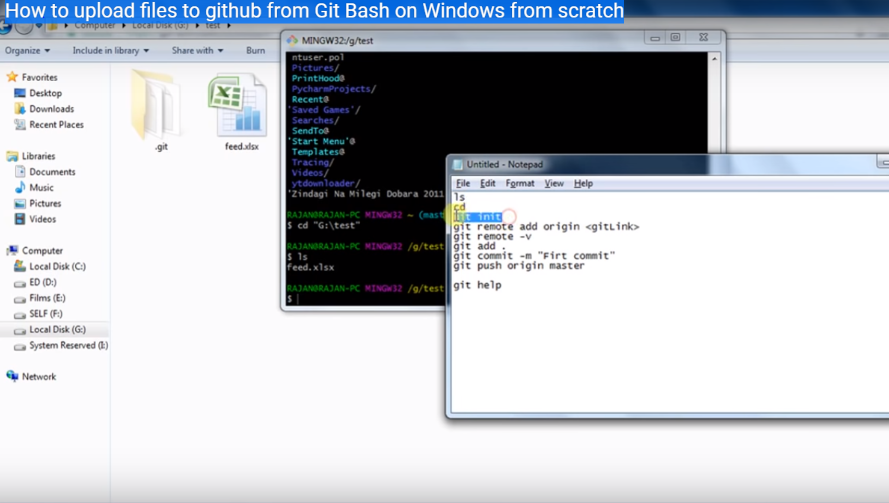 How to upload files to github from Git Bash on Windows from scratch
Computer Local Disk (G:) test
Organize Include in library Share with Burn
Favorites
Desktop
Downloads
Recent Places
Libraries
Documents
Music
Pictures
Videos
Computer
Local Disk (C:)
ED (D:)
Films (E:)
SELF (F:)
Local Disk (G:)
System Reserved (I:)
Network
.git
feed.xlsx
MINGW32:/g/test
ntuser.pol
Pictures/
PrintHood@
PycharmProjects/
Recent@
'Saved Games'/
Searches/
SendTo@
'Start Menu'@
Templates@
Tracing/
Videos/
ytdownloader/
'Zindagi Na Milegi Dobara 2011
RAJAN@RAJAN-PC MINGW32 ~ (mast
$ cd "G:\test"
RAJAN@RAJAN-PC MINGW32 /g/test
$ ls
feed.xlsx
RAJAN@RAJAN-PC MINGW32 /g/test
$
Untitled - Notepad
File Edit Format View Help
ls
cd
git init
git remote add origin <gitLink>
git remote -v
git add .
git commit -m "Firt commit"
git push origin master
git help